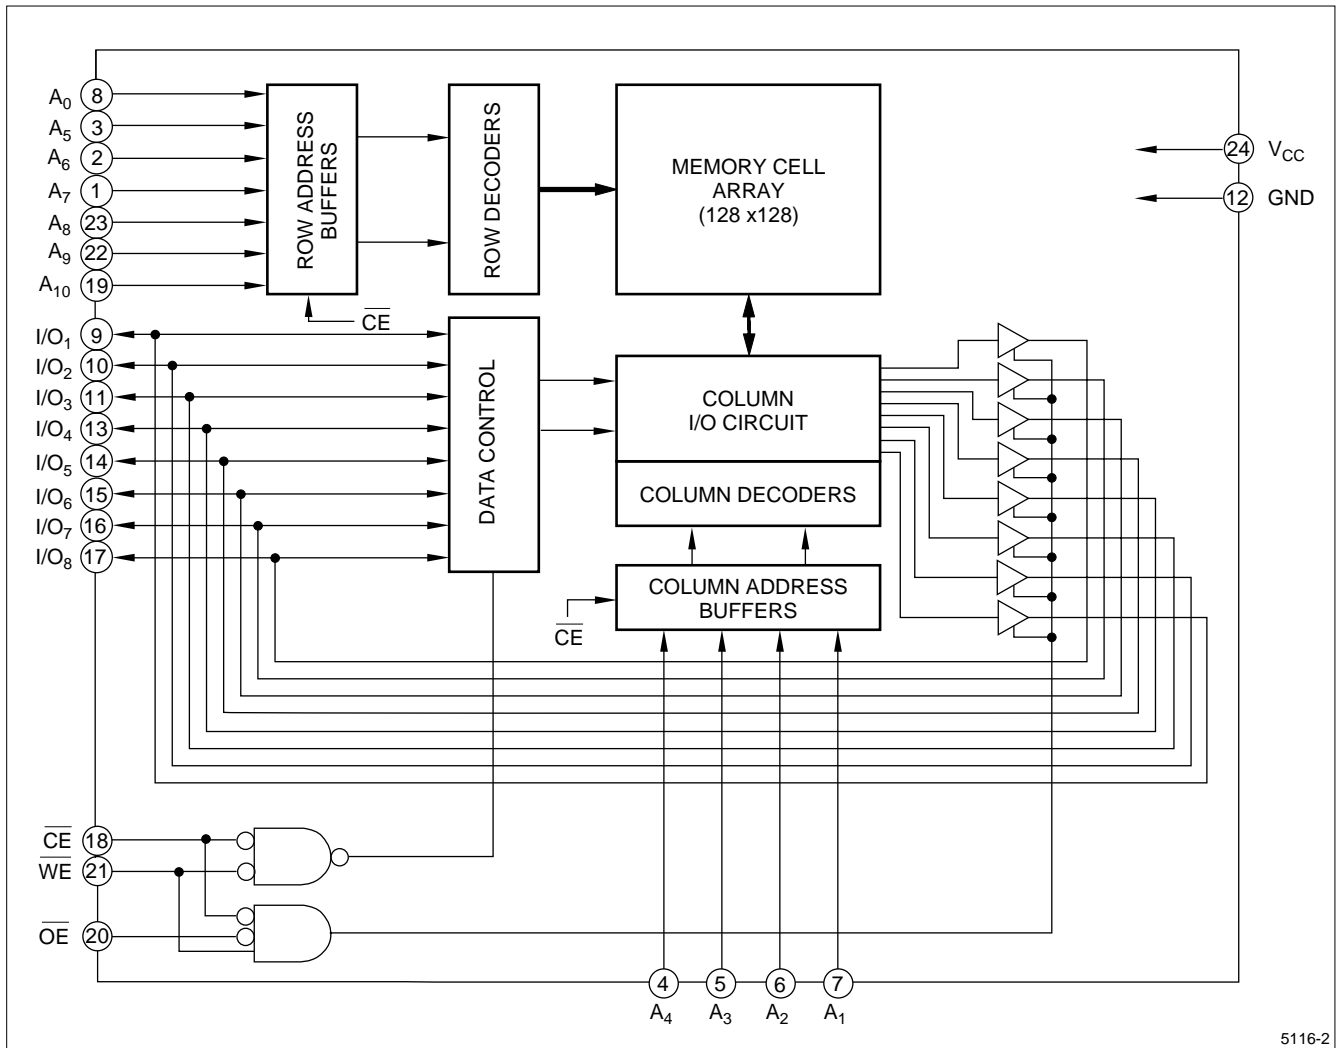 A0 8
A5 3
A6 2
A7 1
A8 23
A9 22
A10 19
ROW ADDRESS
BUFFERS
CE
ROW DECODERS
MEMORY CELL
ARRAY
(128 x128)
24 VCC
12 GND
I/O1 9
I/O2 10
I/O3 11
I/O4 13
I/O5 14
I/O6 15
I/O7 16
I/O8 17
DATA CONTROL
COLUMN
I/O CIRCUIT
COLUMN DECODERS
COLUMN ADDRESS
BUFFERS
CE
CE 18
WE 21
OE 20
4 5 6 7
A4 A3 A2 A1
5116-2